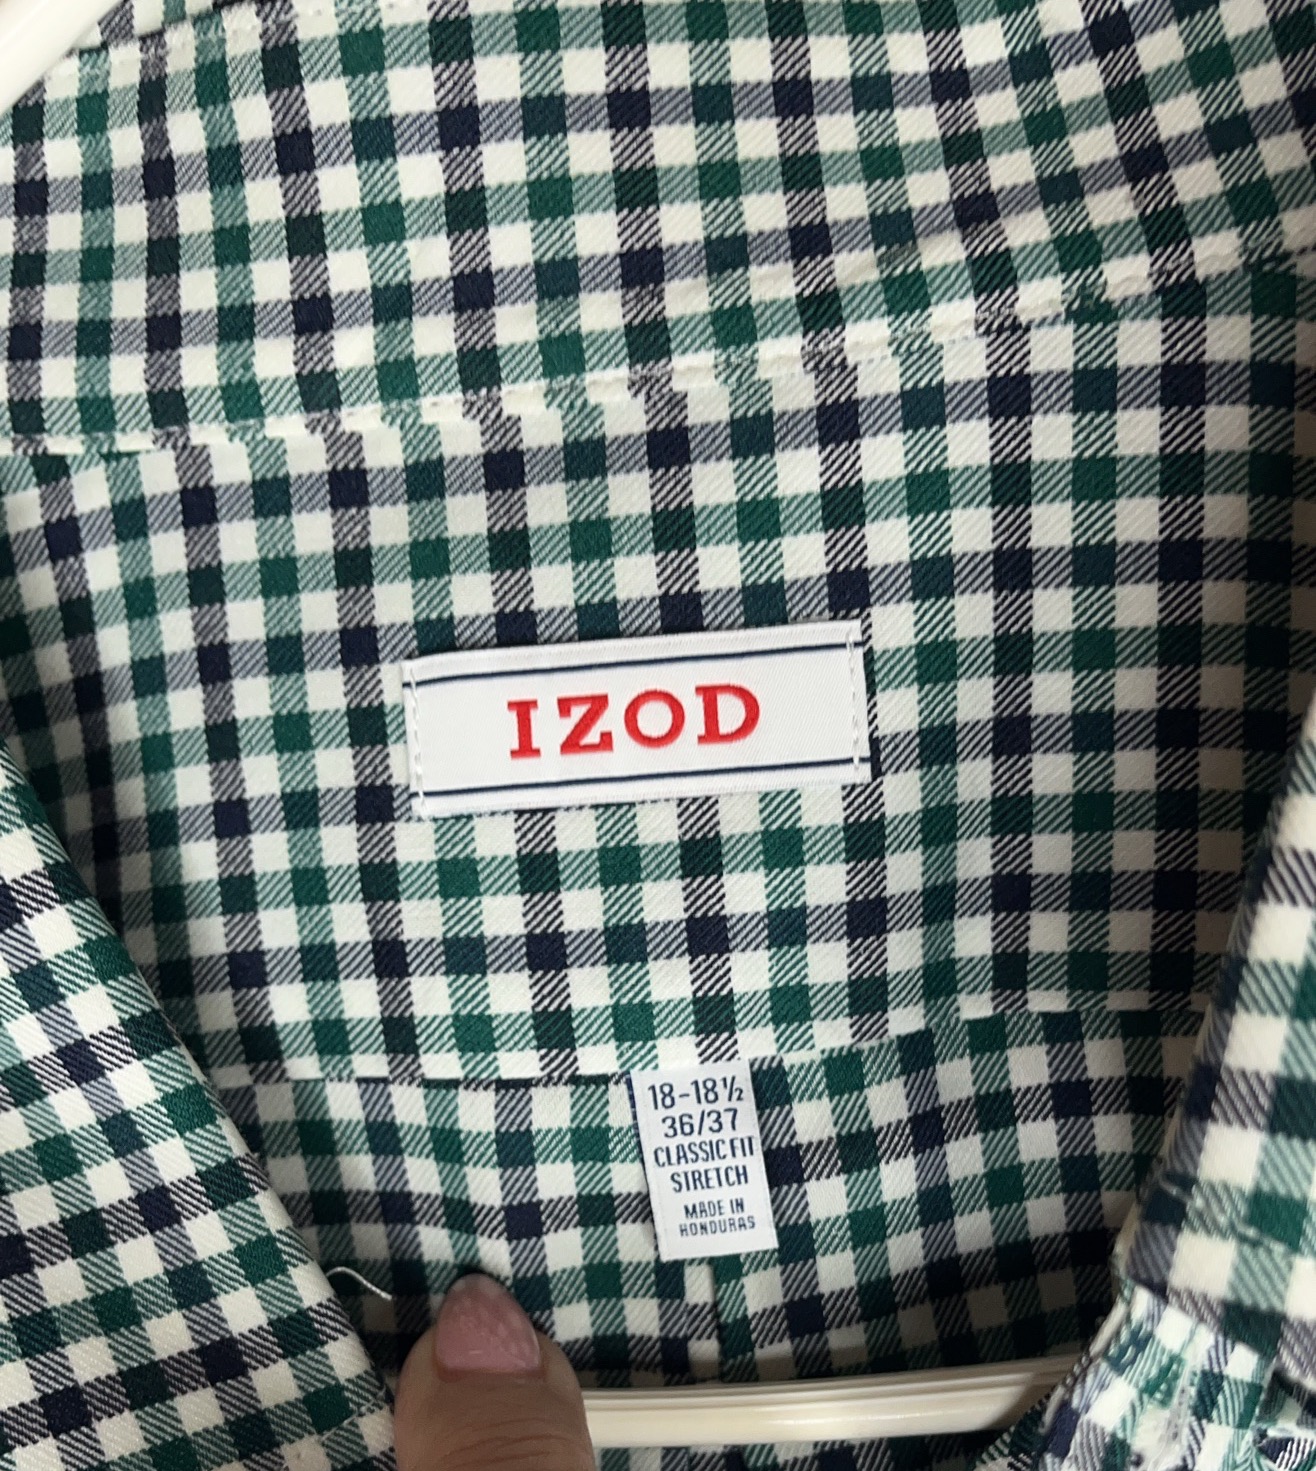 IZOD
18-18½
36/37
CLASSIC FIT
STRETCH
MADE IN
HONDURAS